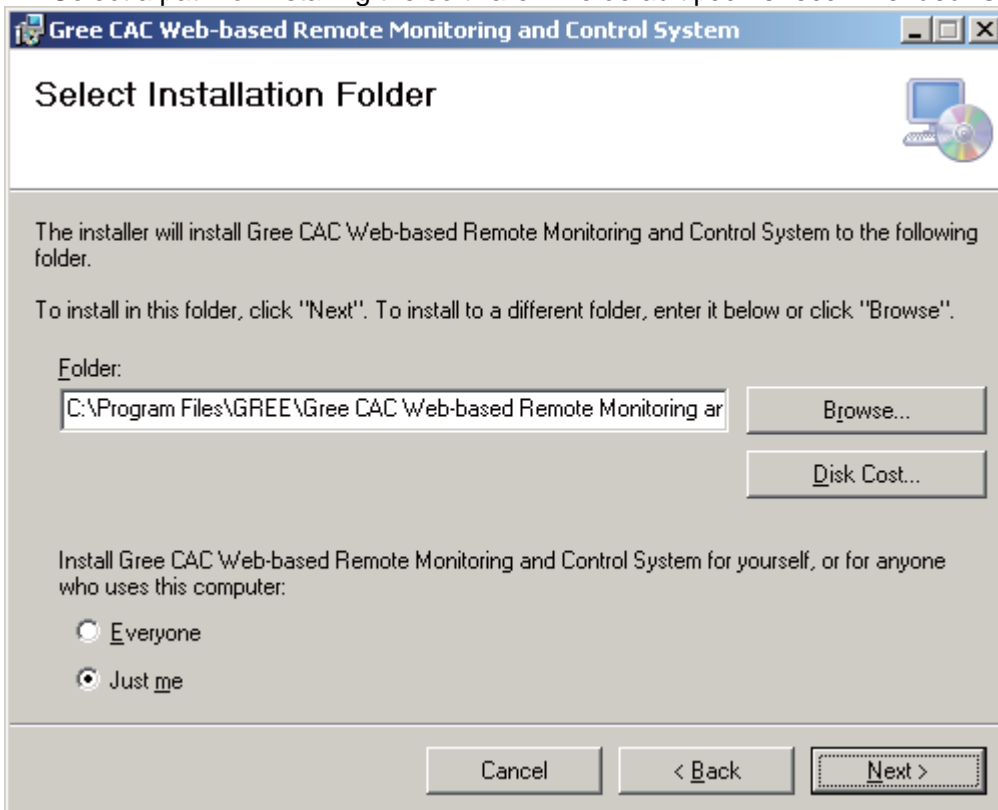 Gree CAC Web-based Remote Monitoring and Control System
Select Installation Folder
The installer will install Gree CAC Web-based Remote Monitoring and Control System to the following
folder.
To install in this folder, click "Next". To install to a different folder, enter it below or click "Browse".
Folder:
C:\Program Files\GREE\Gree CAC Web-based Remote Monitoring ar
Browse...
Disk Cost...
Install Gree CAC Web-based Remote Monitoring and Control System for yourself, or for anyone
who uses this computer:
Everyone
Just me
Cancel
< Back
Next >